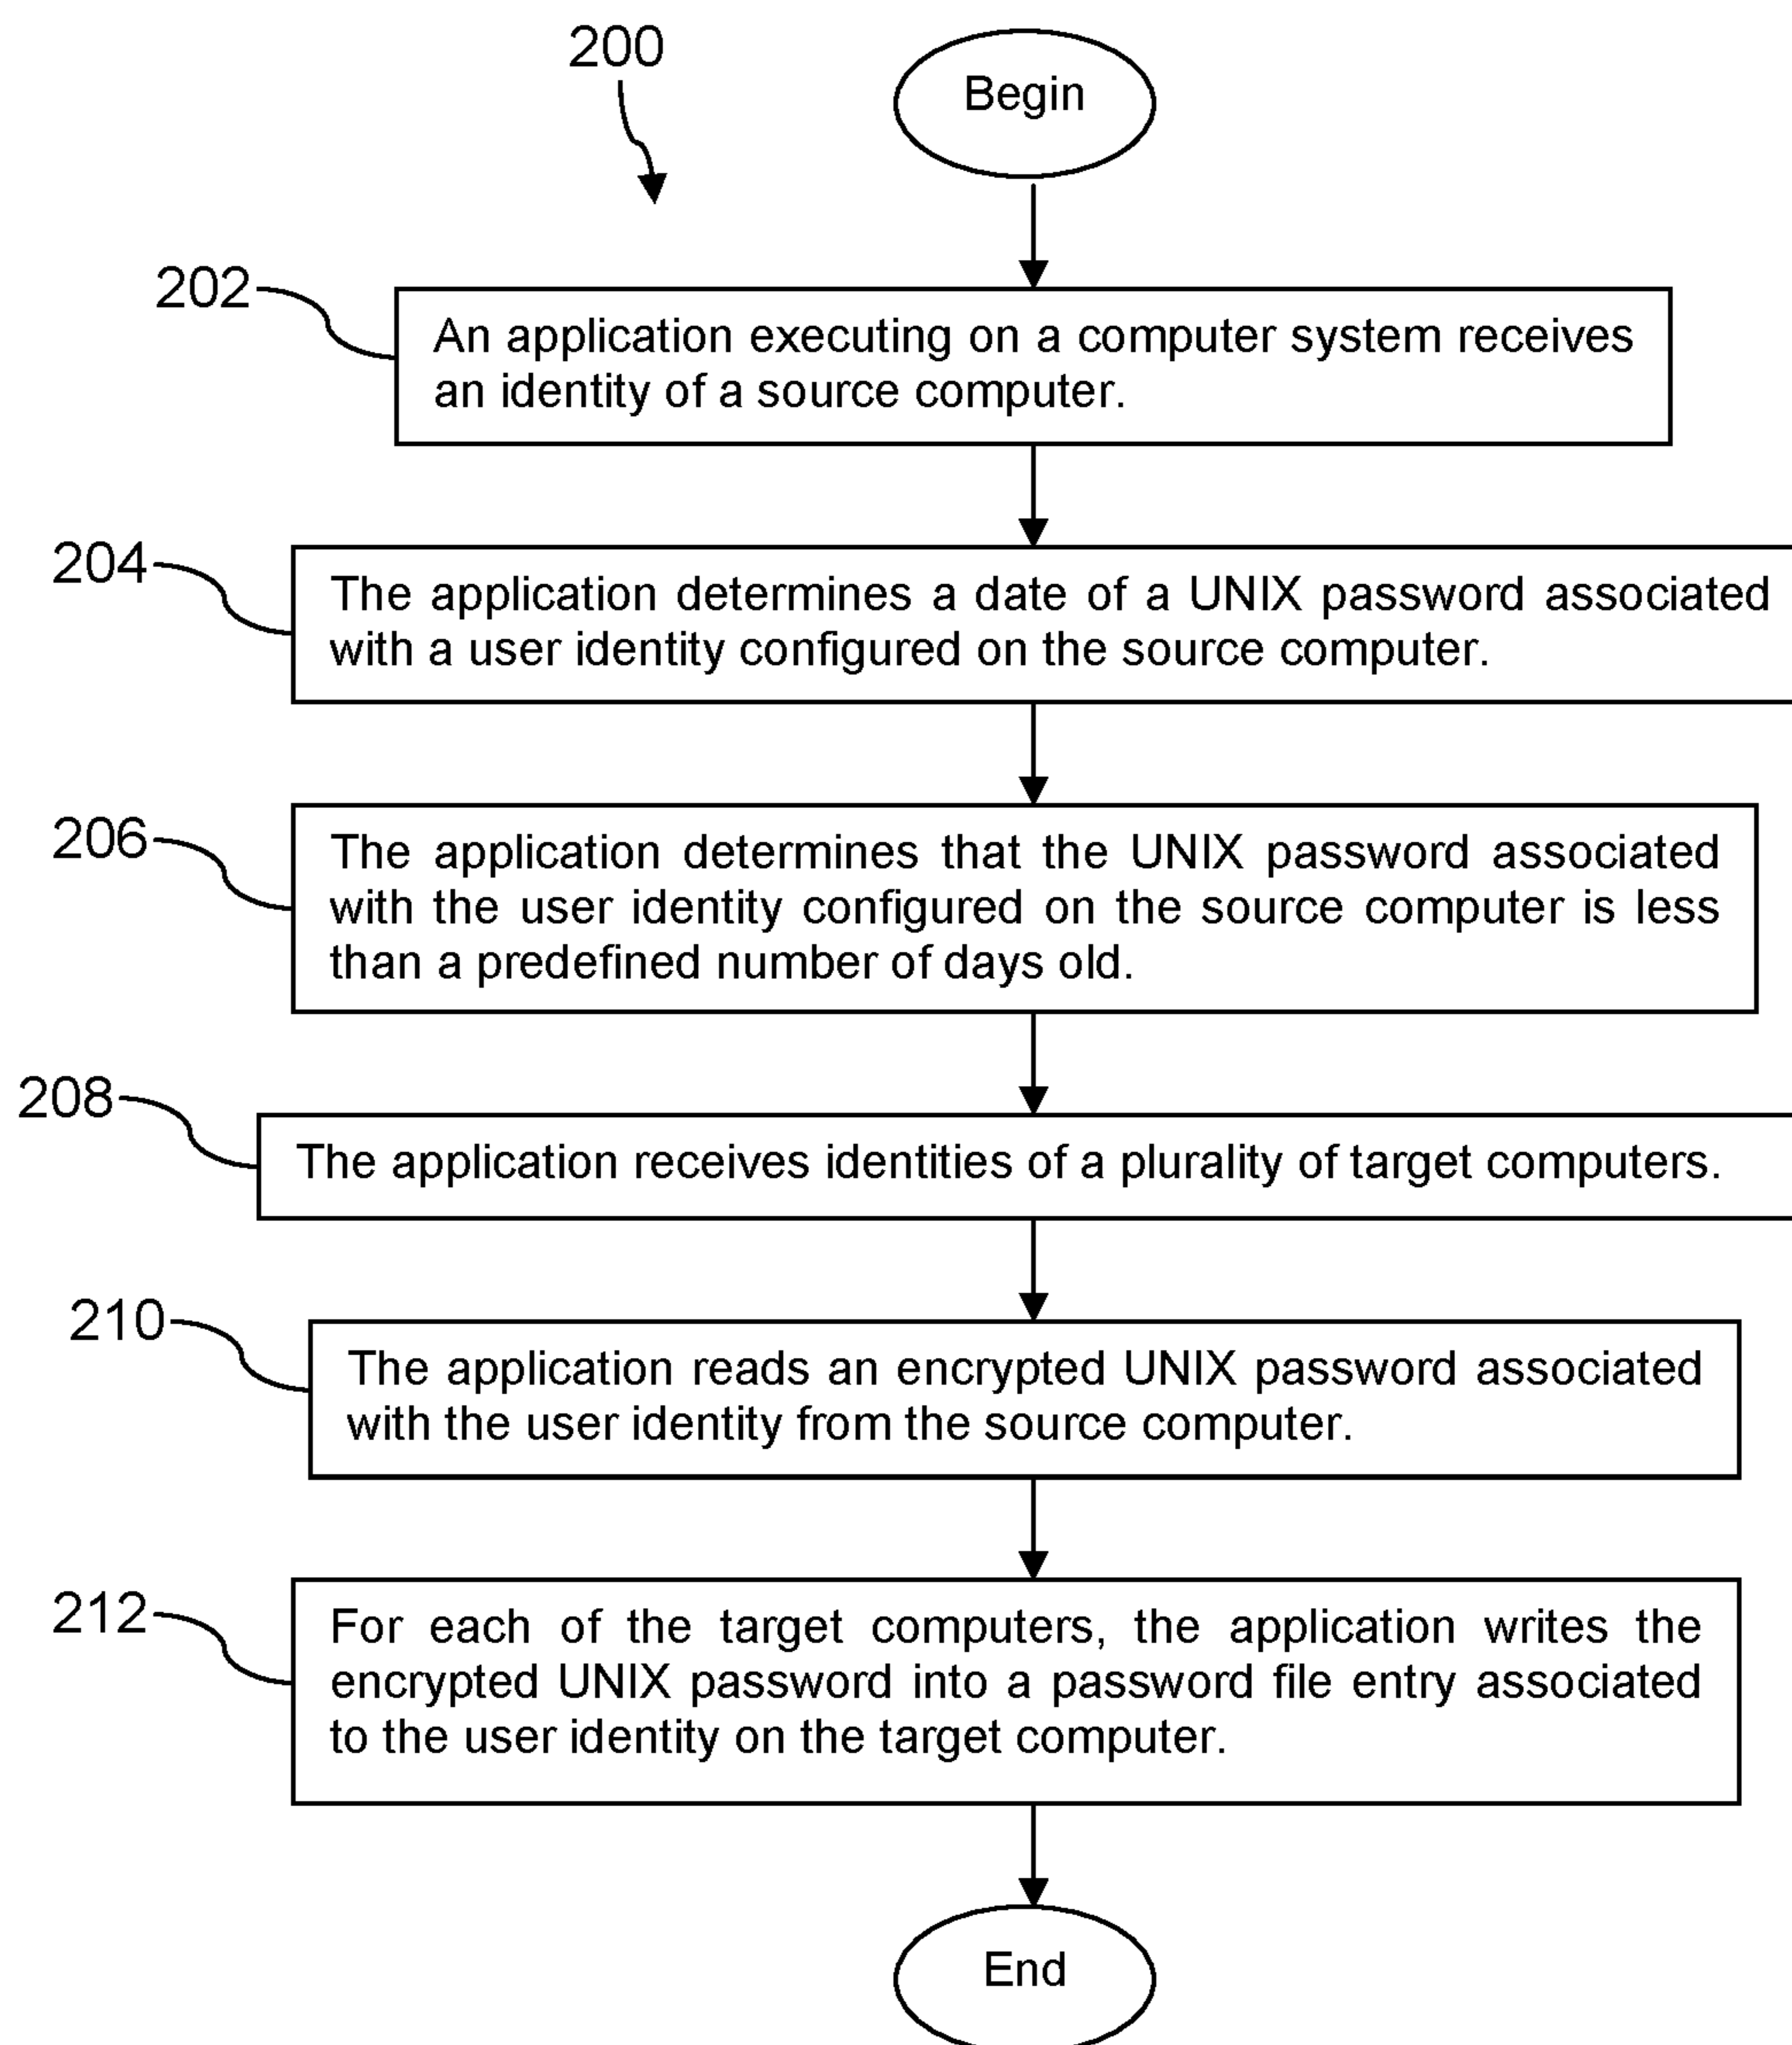 200
Begin
202
An application executing on a computer system receives
an identity of a source computer.
204
The application determines a date of a UNIX password associated
with a user identity configured on the source computer.
206
The application determines that the UNIX password associated
with the user identity configured on the source computer is less
than a predefined number of days old.
208
The application receives identities of a plurality of target computers.
210
The application reads an encrypted UNIX password associated
with the user identity from the source computer.
212
For each of the target computers, the application writes the
encrypted UNIX password into a password file entry associated
to the user identity on the target computer.
End